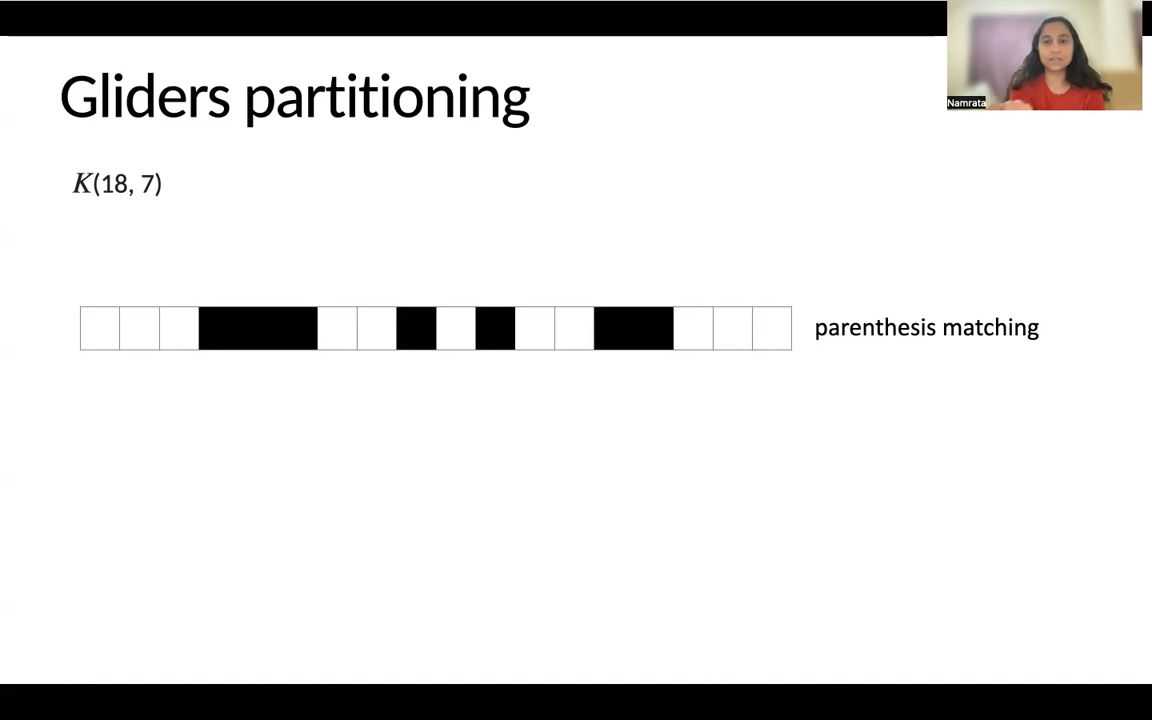 Gliders partitioning
Namrata
K(18, 7)
parenthesis matching